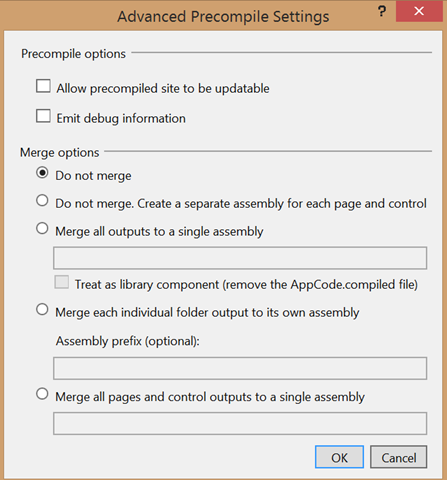 Advanced Precompile Settings
?
Precompile options
Allow precompiled site to be updatable
Emit debug information
Merge options
Do not merge
Do not merge. Create a separate assembly for each page and control
Merge all outputs to a single assembly
Treat as library component (remove the AppCode.compiled file)
Merge each individual folder output to its own assembly
Assembly prefix (optional):
Merge all pages and control outputs to a single assembly
OK
Cancel